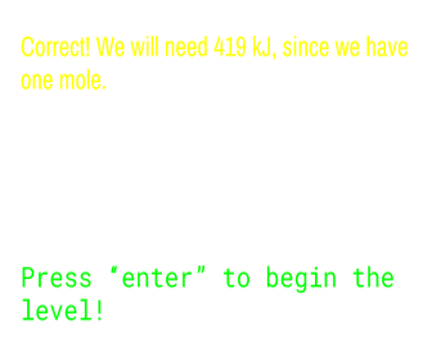 Correct! We will need 419 kJ, since we have
one mole.
Press “enter” to begin the
level!